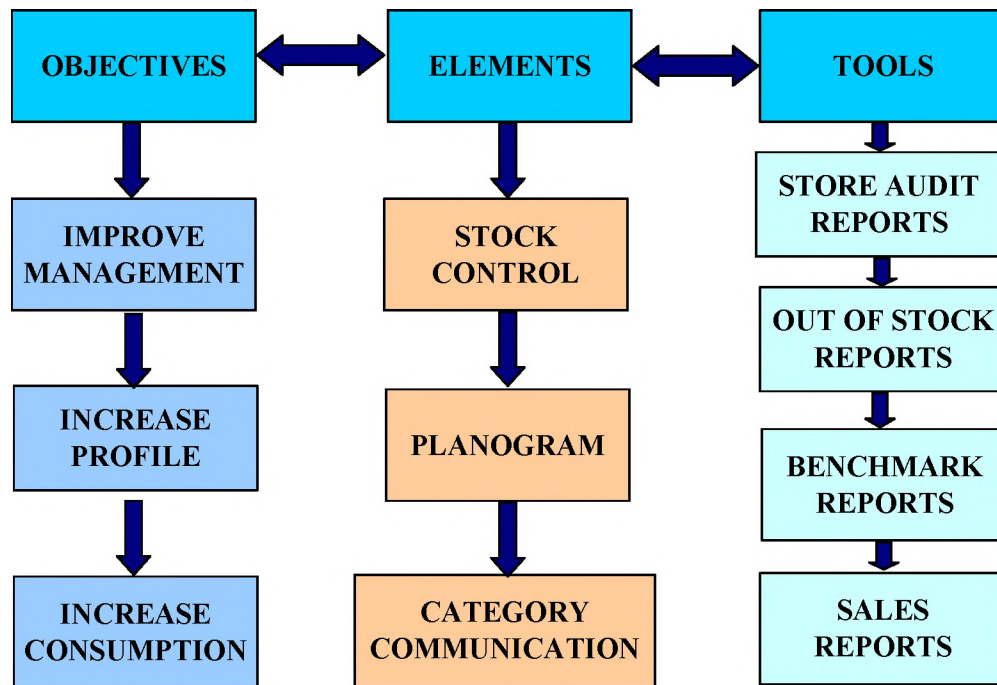 OBJECTIVES
ELEMENTS
TOOLS
IMPROVE
MANAGEMENT
INCREASE
PROFILE
INCREASE
CONSUMPTION
STOCK
CONTROL
PLANOGRAM
CATEGORY
COMMUNICATION
STORE AUDIT
REPORTS
OUT OF STOCK
REPORTS
BENCHMARK
REPORTS
SALES
REPORTS